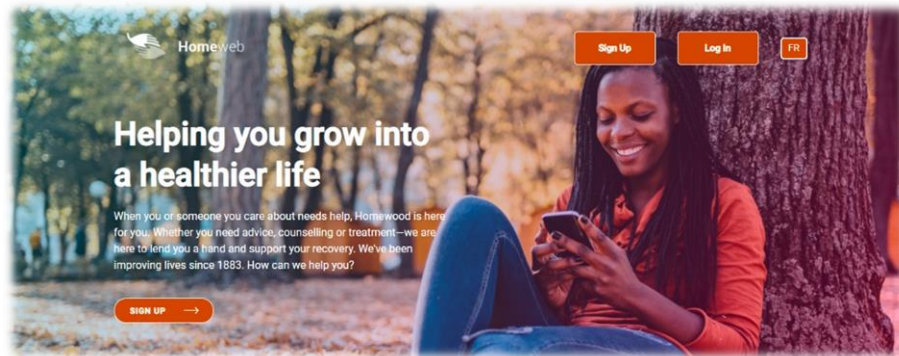 Homeweb
Sign Up
Log In
FR
Helping you grow into
a healthier life
When you or someone you care about needs help, Homewood is here
for you. Whether you need advice, counselling or treatment—we are
here to lend you a hand and support your recovery. We've been
improving lives since 1883. How can we help you?
SIGN UP